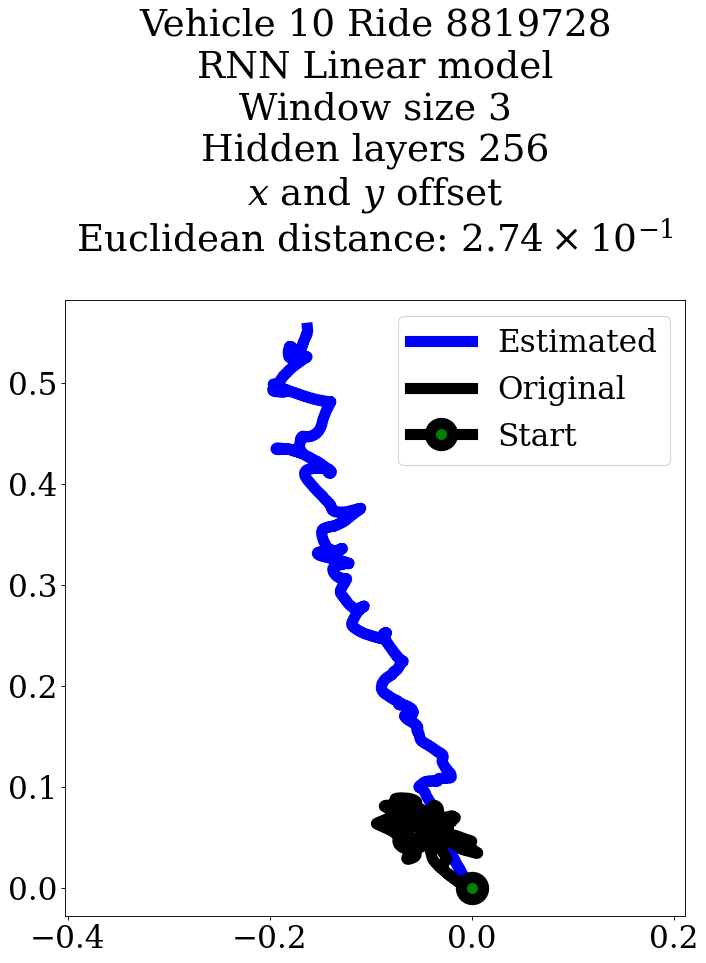 Vehicle 10 Ride 8819728
RNN Linear model
Window size 3
Hidden layers 256
x and y offset
Euclidean distance: 2.74 × 10⁻¹
Estimated
Original
Start
0.5
0.4
0.3
0.2
0.1
0.0
−0.4 −0.2 0.0 0.2